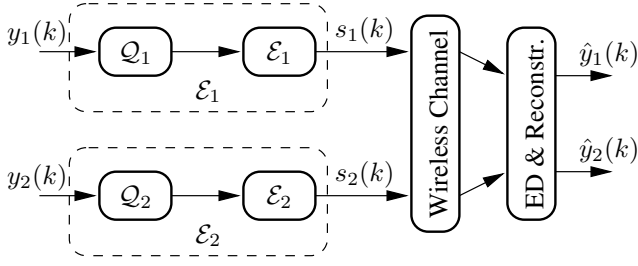 y₁(k)
𝒬₁
ℰ₁
s₁(k)
ℰ₁
Wireless Channel
ED & Reconstr.
ŷ₁(k)
ŷ₂(k)
y₂(k)
𝒬₂
ℰ₂
s₂(k)
ℰ₂